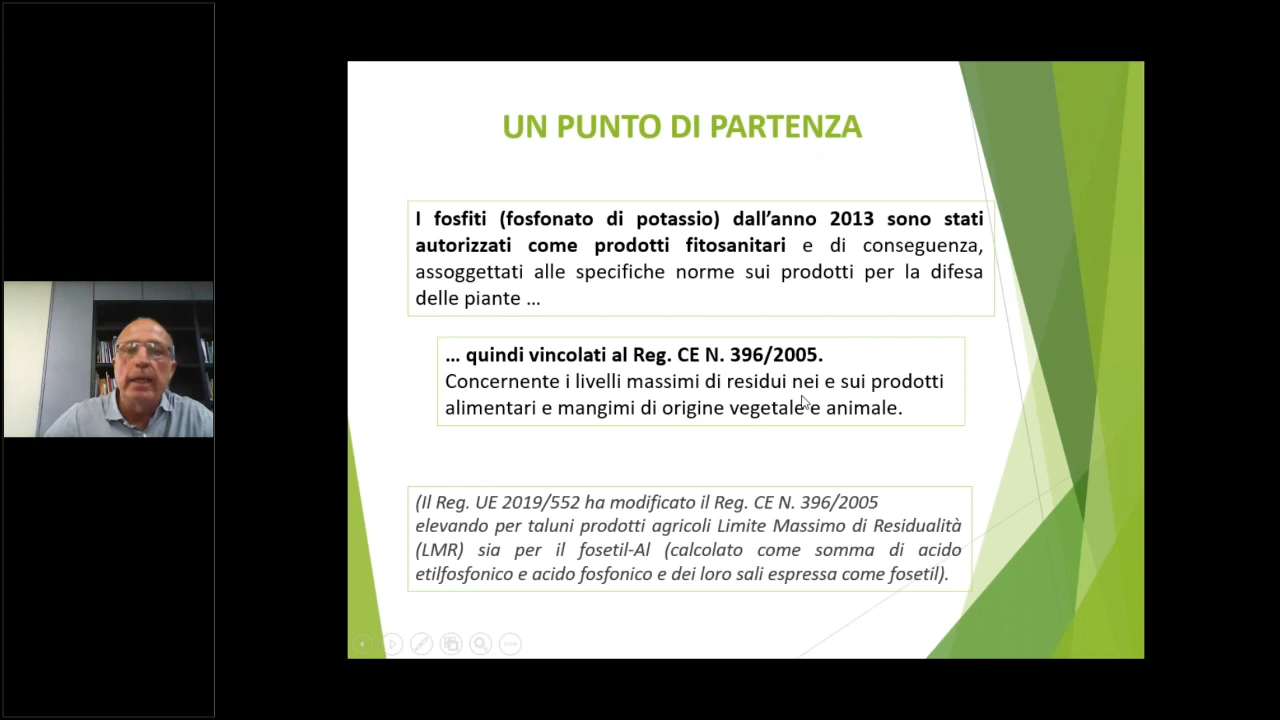 UN PUNTO DI PARTENZA
I fosfiti (fosfonato di potassio) dall'anno 2013 sono stati
autorizzati come prodotti fitosanitari e di conseguenza,
assoggettati alle specifiche norme sui prodotti per la difesa
delle piante ...
... quindi vincolati al Reg. CE N. 396/2005.
Concernente i livelli massimi di residui nei e sui prodotti
alimentari e mangimi di origine vegetale e animale.
(Il Reg. UE 2019/552 ha modificato il Reg. CE N. 396/2005
elevando per taluni prodotti agricoli Limite Massimo di Residualità
(LMR) sia per il fosetil-Al (calcolato come somma di acido
etilfosfonico e acido fosfonico e dei loro sali espressa come fosetil).